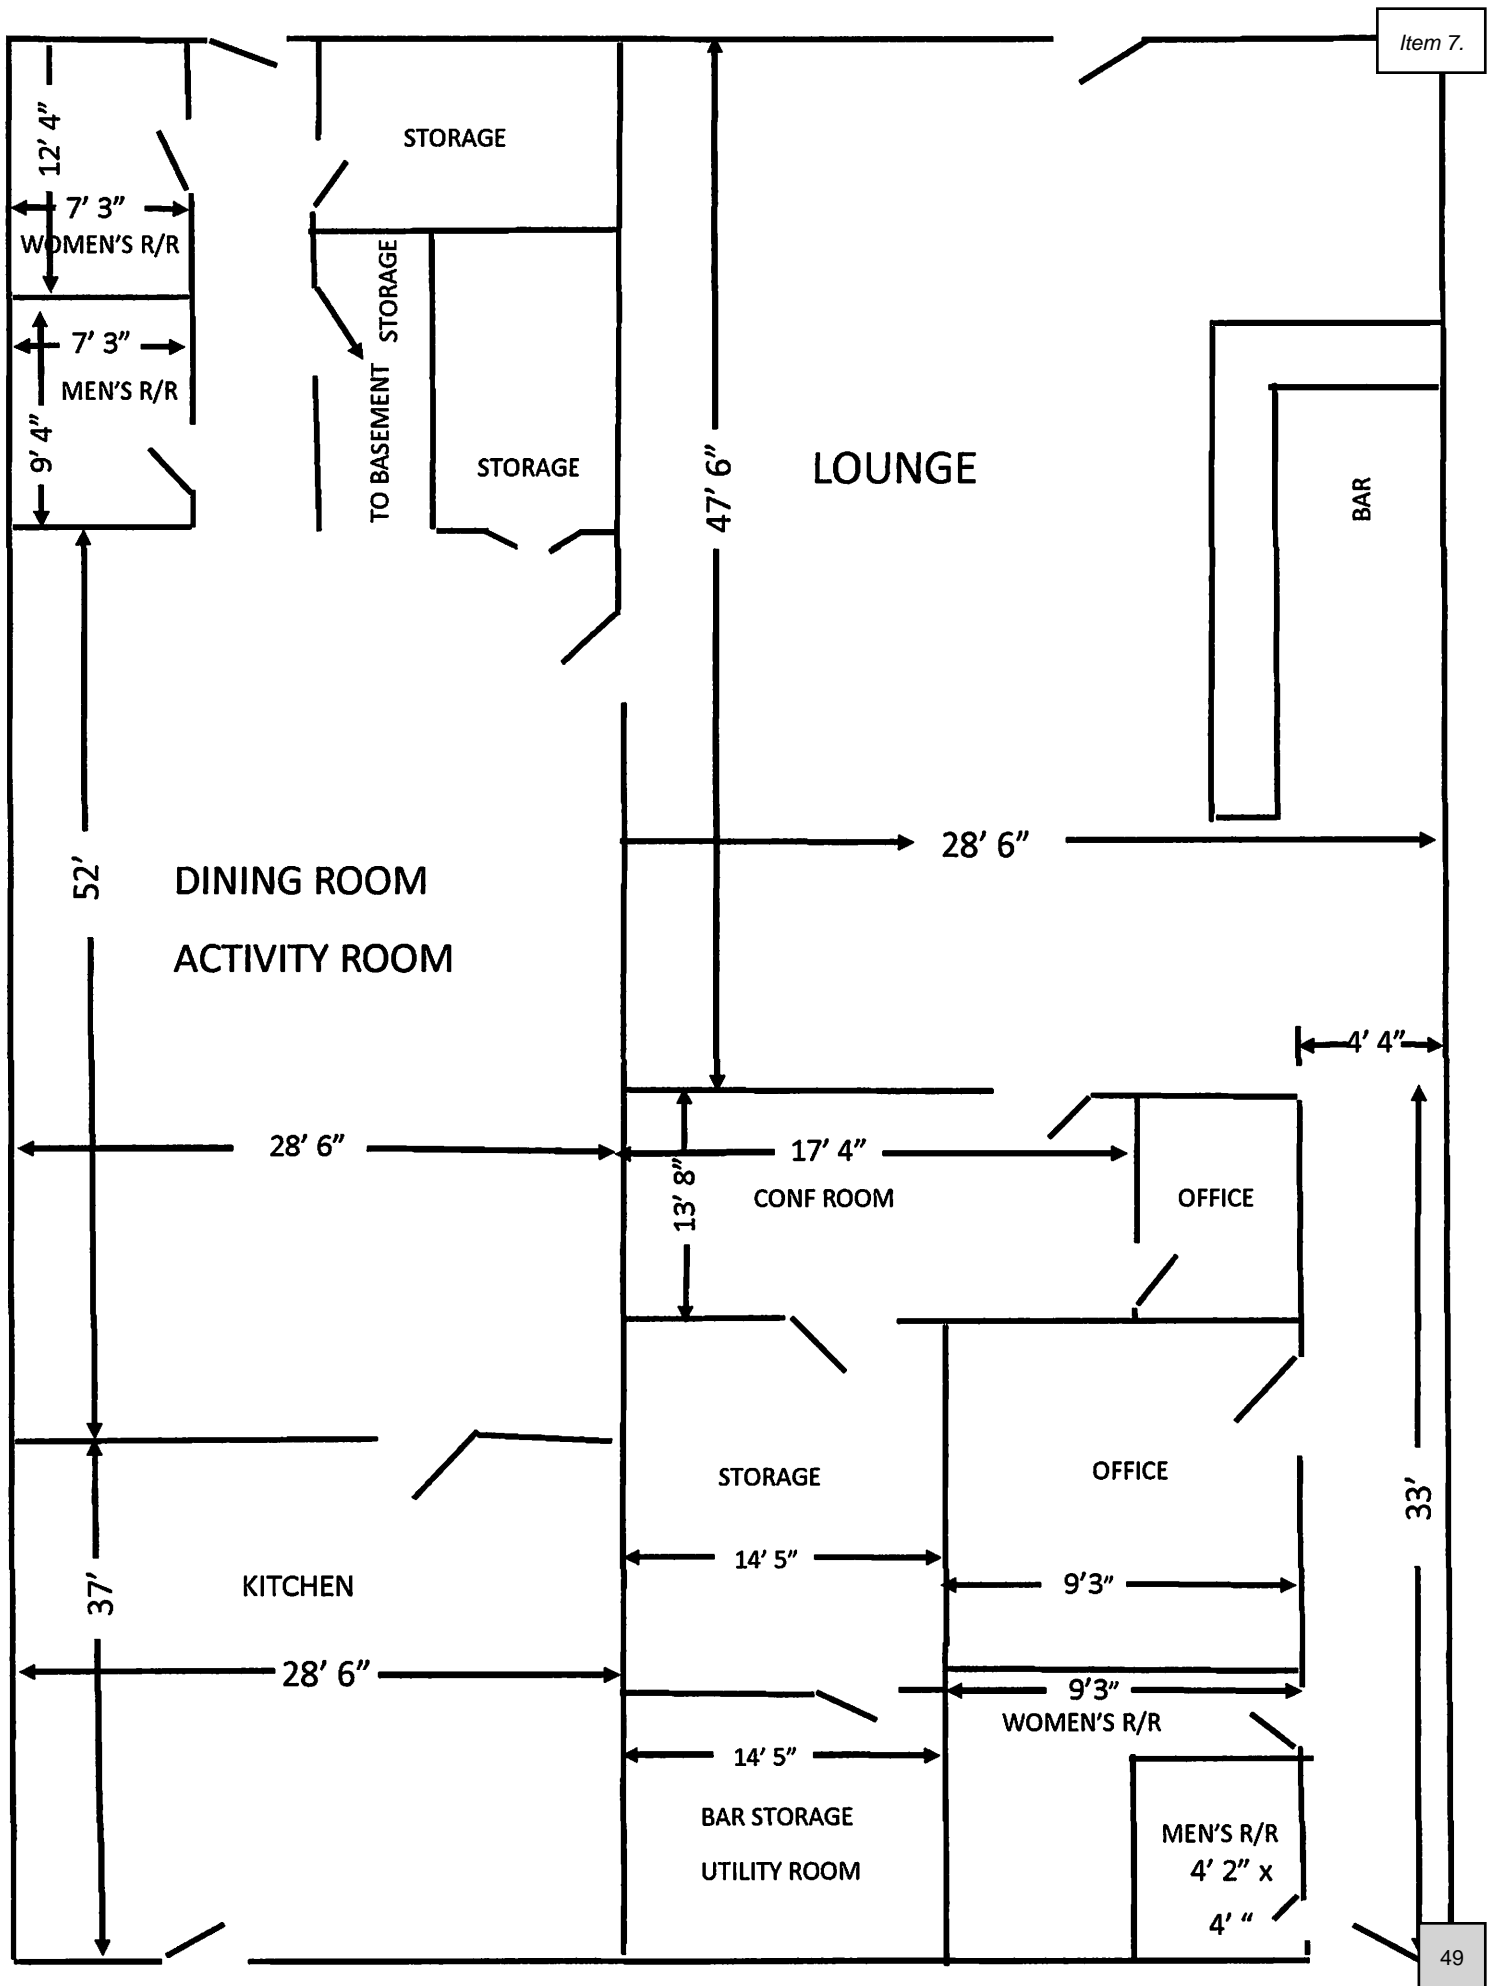 Item 7.
12' 4”
STORAGE
7' 3”
WOMEN'S R/R
STORAGE
7' 3”
MEN'S R/R
9' 4”
TO BASEMENT
STORAGE
47' 6”
LOUNGE
BAR
28' 6”
52'
DINING ROOM
ACTIVITY ROOM
4' 4”
28' 6”
17' 4”
13' 8”
CONF ROOM
OFFICE
STORAGE
OFFICE
33'
14' 5”
9'3”
37'
KITCHEN
28' 6”
9'3”
WOMEN'S R/R
14' 5”
BAR STORAGE
UTILITY ROOM
MEN'S R/R
4' 2” x
4' “
49